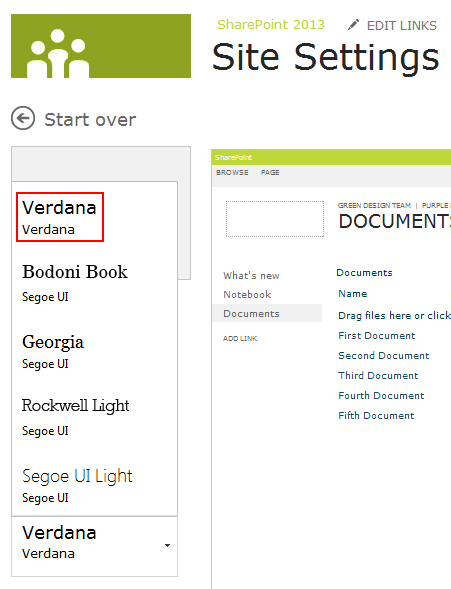 SharePoint 2013 EDIT LINKS
Site Settings
Start over
Verdana
Verdana
Bodoni Book
Segoe UI
Georgia
Segoe UI
Rockwell Light
Segoe UI
Segoe UI Light
Segoe UI
Verdana
Verdana
SharePoint
BROWSE PAGE
GREEN DESIGN TEAM | PURPLE
DOCUMENTS
What's new
Notebook
Documents
ADD LINK
Documents
Name
Drag files here or click
First Document
Second Document
Third Document
Fourth Document
Fifth Document